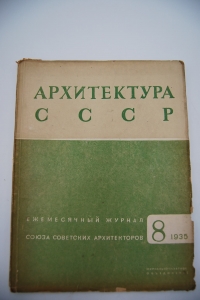 АРХИТЕКТУРА
СССР
ЕЖЕМЕСЯЧНЫЙ ЖУРНАЛ
СОЮЗА СОВЕТСКИХ АРХИТЕКТОРОВ
8 1935